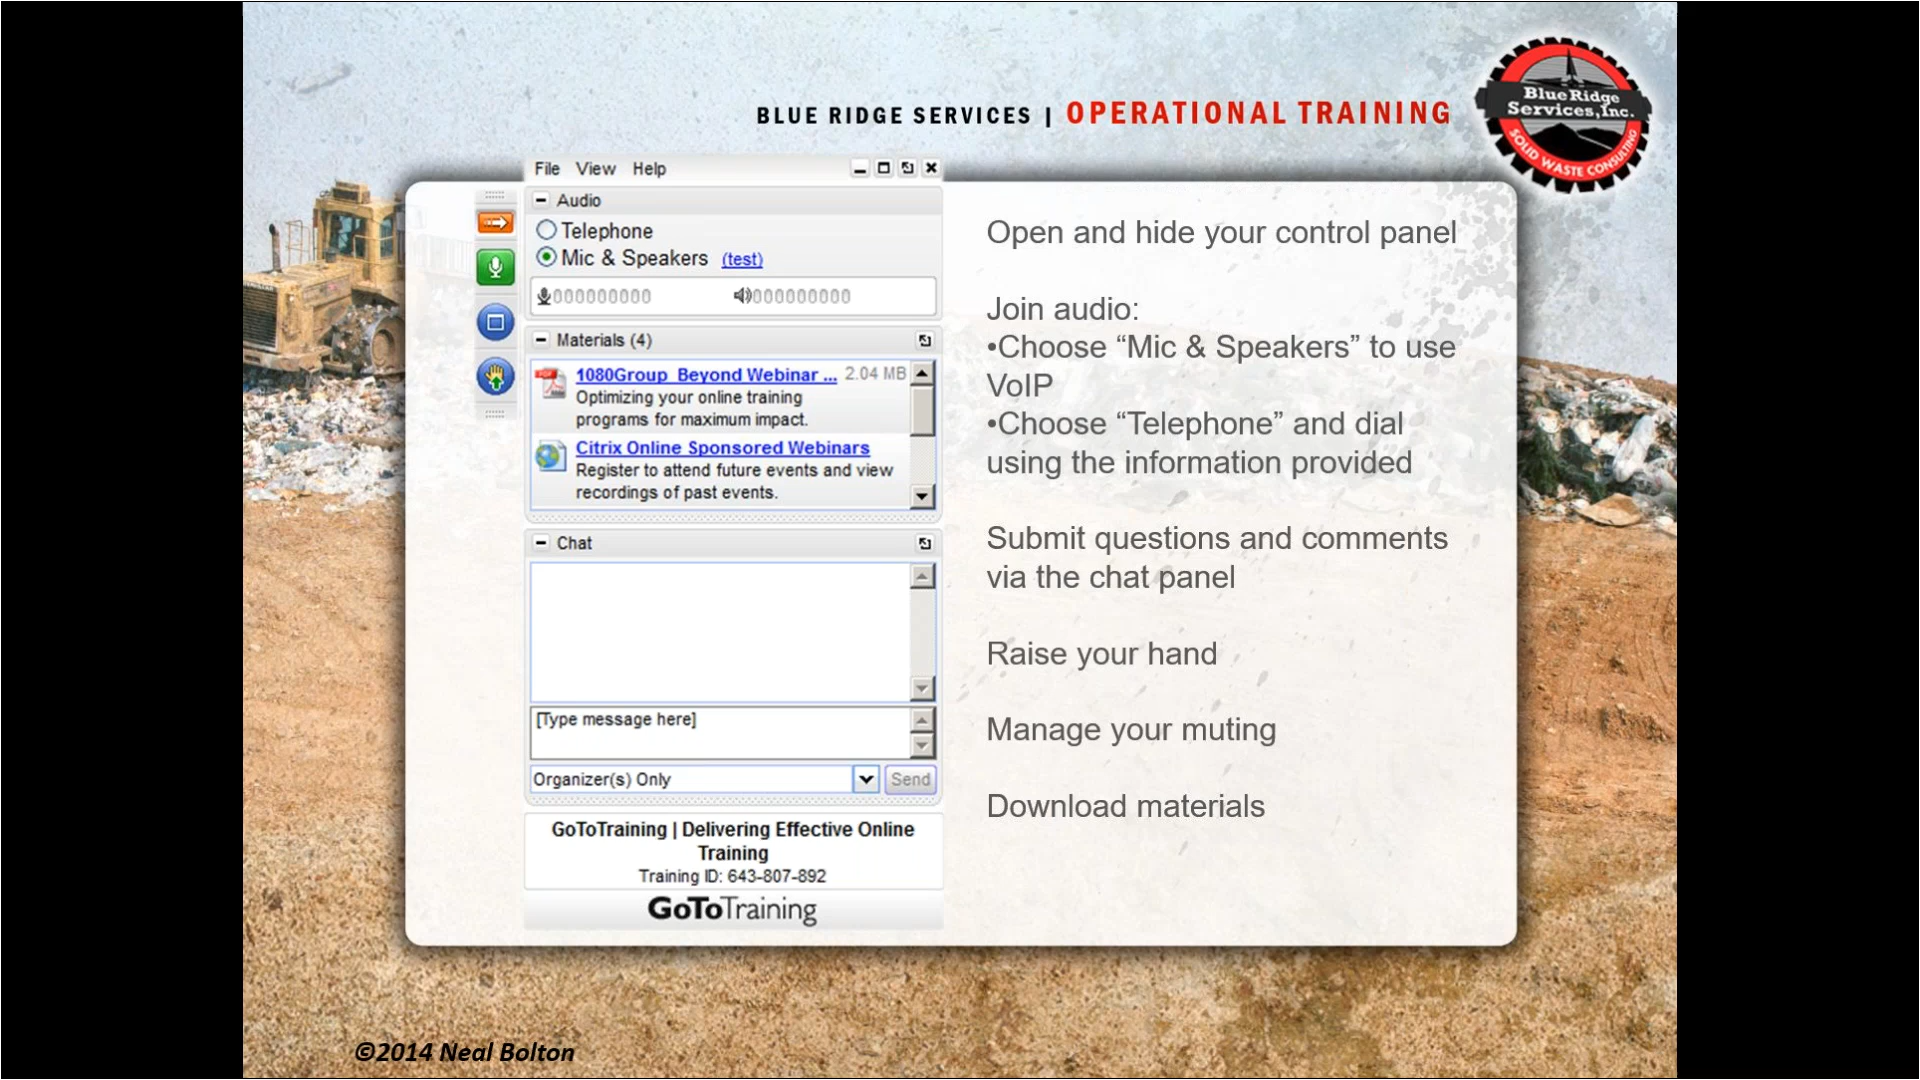 BLUE RIDGE SERVICES | OPERATIONAL TRAINING
Blue Ridge
Services, Inc.
SOLID WASTE CONSULTING
File View Help
Audio
Telephone
Mic & Speakers (test)
000000000 000000000
Materials (4)
1080Group Beyond Webinar ... 2.04 MB
Optimizing your online training
programs for maximum impact.
Citrix Online Sponsored Webinars
Register to attend future events and view
recordings of past events.
Chat
[Type message here]
Organizer(s) Only Send
GoToTraining | Delivering Effective Online
Training
Training ID: 643-807-892
GoToTraining
Open and hide your control panel
Join audio:
•Choose “Mic & Speakers” to use
VoIP
•Choose “Telephone” and dial
using the information provided
Submit questions and comments
via the chat panel
Raise your hand
Manage your muting
Download materials
©2014 Neal Bolton